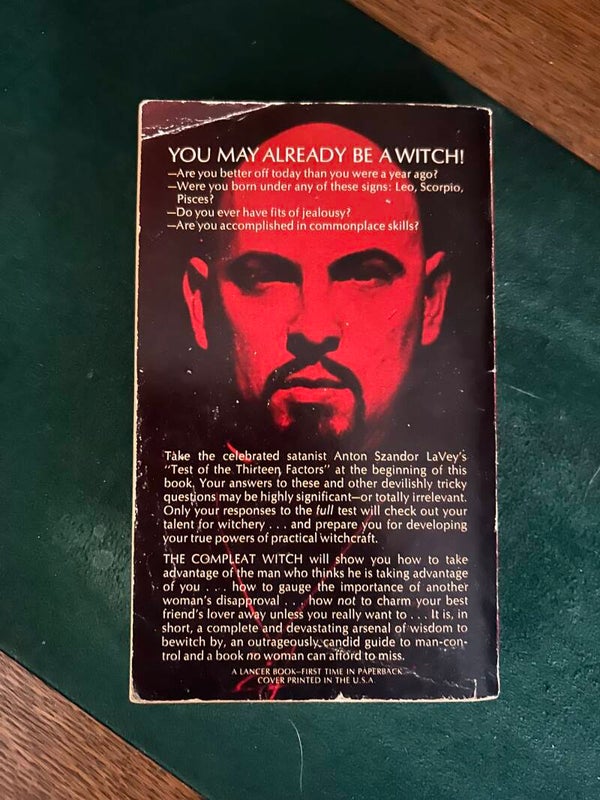 YOU MAY ALREADY BE A WITCH!
—Are you better off today than you were a year ago?
—Were you born under any of these signs: Leo, Scorpio,
Pisces?
—Do you ever have fits of jealousy?
—Are you accomplished in commonplace skills?
Take the celebrated satanist Anton Szandor LaVey's
"Test of the Thirteen Factors" at the beginning of this
book. Your answers to these and other devilishly tricky
questions may be highly significant—or totally irrelevant.
Only your responses to the full test will check out your
talent for witchery . . . and prepare you for developing
your true powers of practical witchcraft.
THE COMPLEAT WITCH will show you how to take
advantage of the man who thinks he is taking advantage
of you . . . how to gauge the importance of another
woman's disapproval . . . how not to charm your best
friend's lover away unless you really want to . . . It is, in
short, a complete and devastating arsenal of wisdom to
bewitch by, an outrageously candid guide to man-con-
trol and a book no woman can afford to miss.
A LANCER BOOK—FIRST TIME IN PAPERBACK
COVER PRINTED IN THE U.S.A.